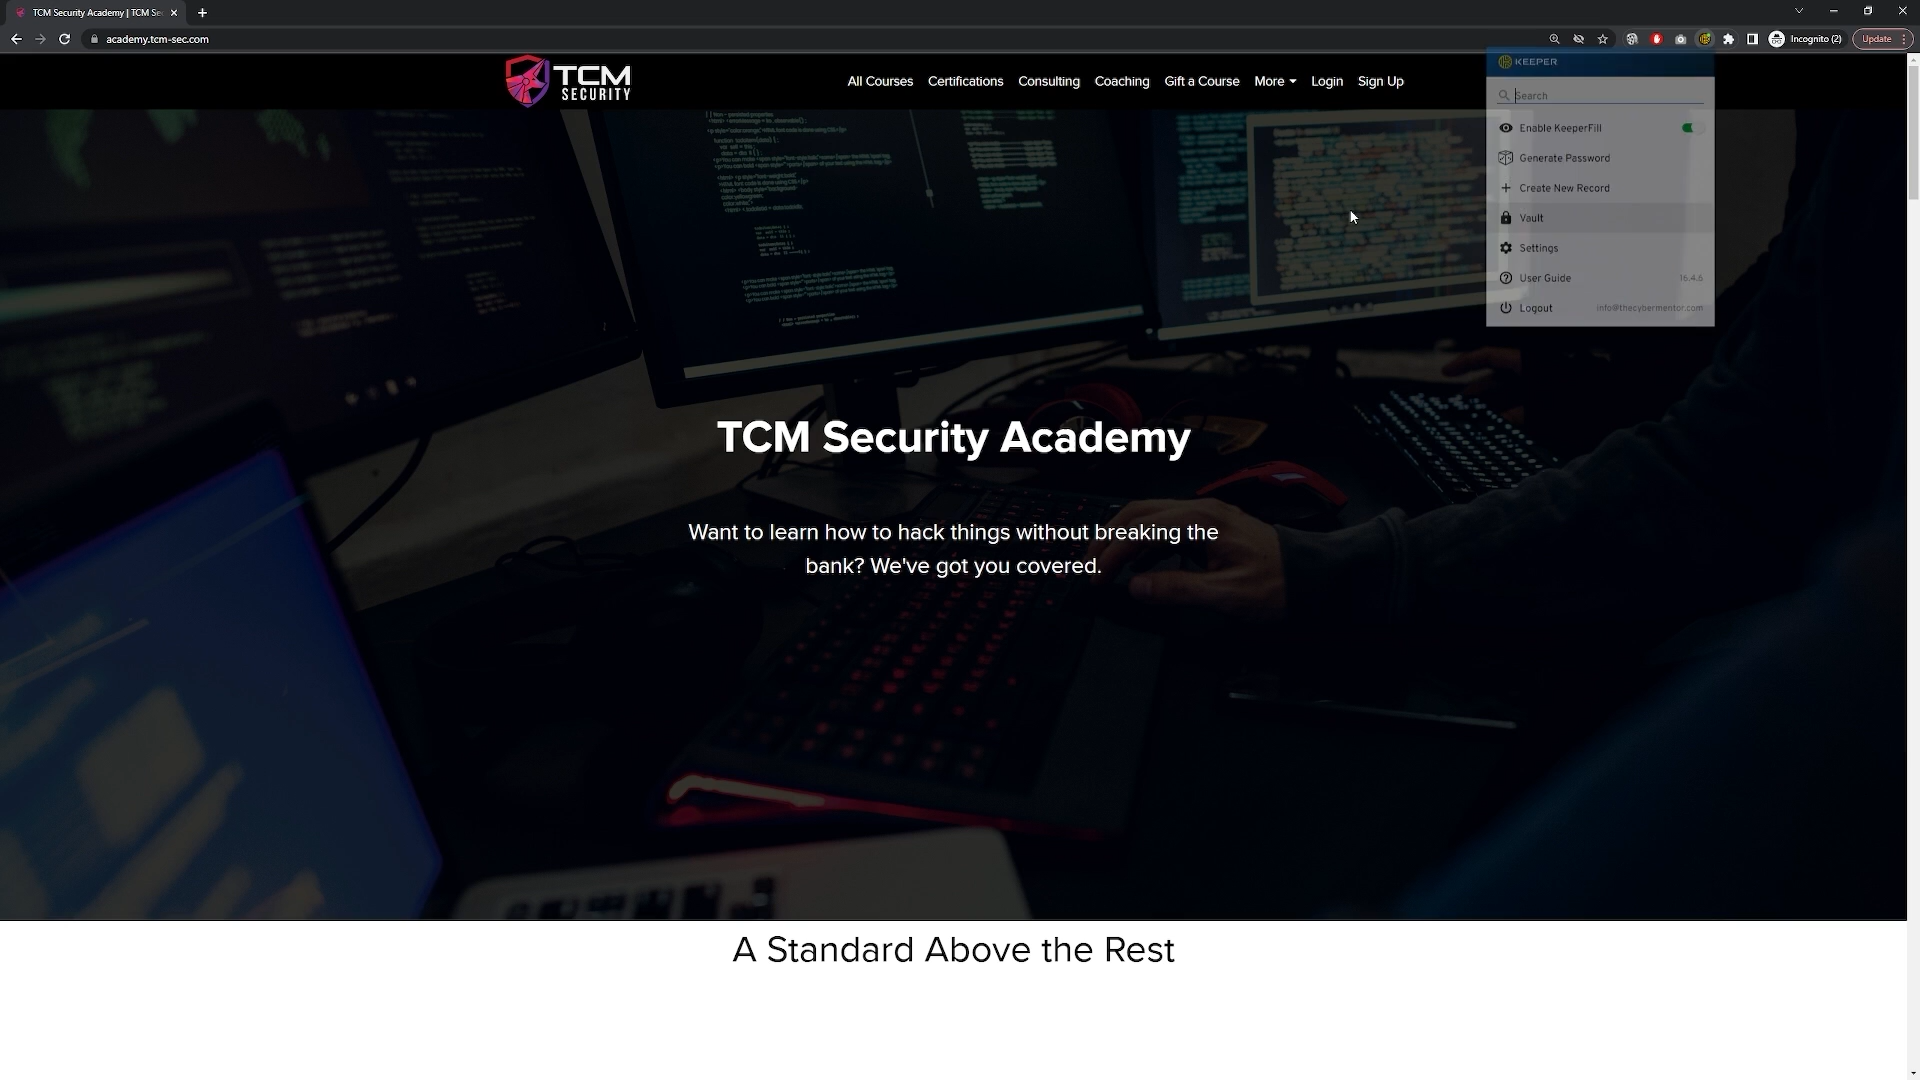 TCM Security Academy | TCM Sec
academy.tcm-sec.com
Incognito (2)
Update
TCM
SECURITY
All Courses
Certifications
Consulting
Coaching
Gift a Course
More
Login
Sign Up
KEEPER
Search
Enable KeeperFill
Generate Password
Create New Record
Vault
Settings
User Guide
16.4.6
Logout
info@thecybermentor.com
TCM Security Academy
Want to learn how to hack things without breaking the
bank? We've got you covered.
A Standard Above the Rest